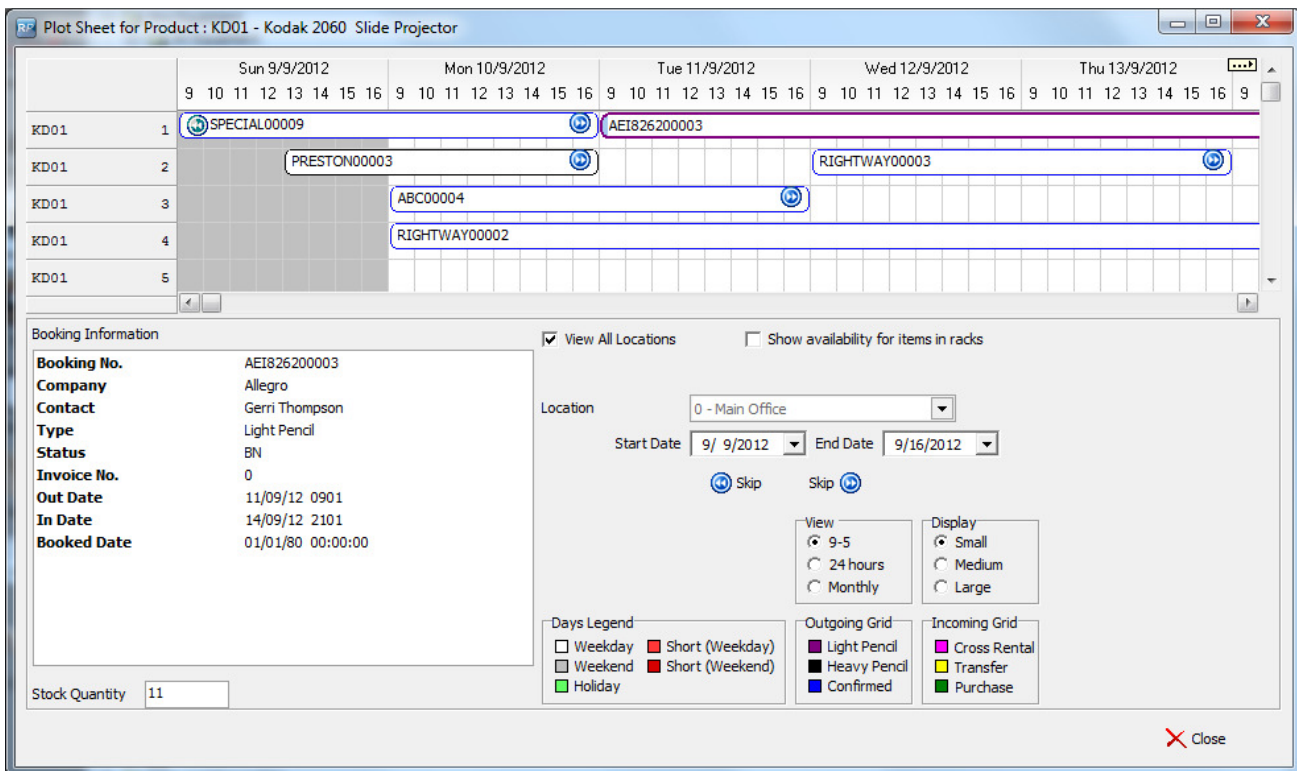 RP Plot Sheet for Product : KD01 - Kodak 2060 Slide Projector
Sun 9/9/2012 Mon 10/9/2012 Tue 11/9/2012 Wed 12/9/2012 Thu 13/9/2012
9 10 11 12 13 14 15 16 9 10 11 12 13 14 15 16 9 10 11 12 13 14 15 16 9 10 11 12 13 14 15 16 9 10 11 12 13 14 15 16 9
KD01 1 SPECIAL00009 AEI826200003
KD01 2 PRESTON00003 RIGHTWAY00003
KD01 3 ABC00004
KD01 4 RIGHTWAY00002
KD01 5
Booking Information
Booking No. AEI826200003
Company Allegro
Contact Gerri Thompson
Type Light Pencil
Status BN
Invoice No. 0
Out Date 11/09/12 0901
In Date 14/09/12 2101
Booked Date 01/01/80 00:00:00
Stock Quantity 11
View All Locations Show availability for items in racks
Location 0 - Main Office
Start Date 9/ 9/2012 End Date 9/16/2012
Skip Skip
View
9-5
24 hours
Monthly
Display
Small
Medium
Large
Days Legend
Weekday Short (Weekday)
Weekend Short (Weekend)
Holiday
Outgoing Grid
Light Pencil
Heavy Pencil
Confirmed
Incoming Grid
Cross Rental
Transfer
Purchase
Close